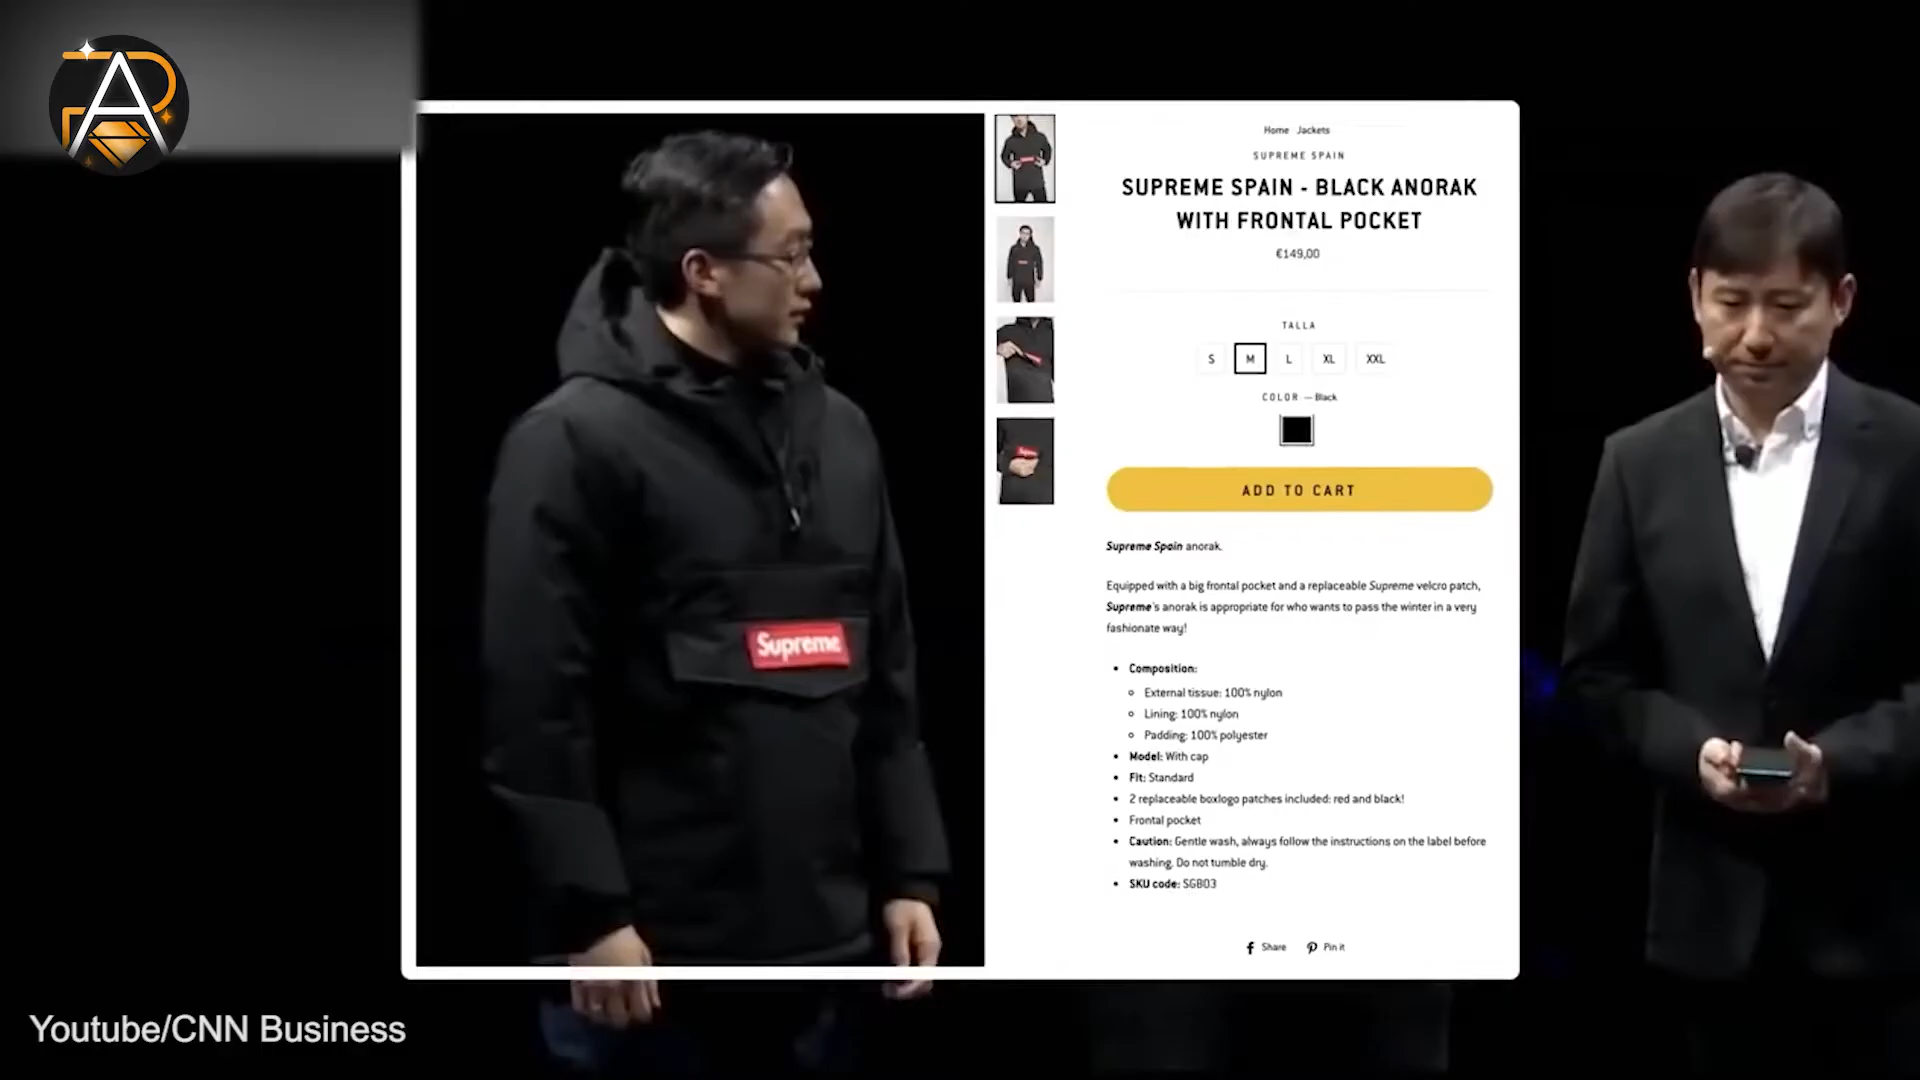 Home Jackets
SUPREME SPAIN
SUPREME SPAIN - BLACK ANORAK
WITH FRONTAL POCKET
€149,00
TALLA
S M L XL XXL
COLOR — Black
ADD TO CART
Supreme Spain anorak.
Equipped with a big frontal pocket and a replaceable Supreme velcro patch,
Supreme's anorak is appropriate for who wants to pass the winter in a very
fashionate way!
• Composition:
◦ External tissue: 100% nylon
◦ Lining: 100% nylon
◦ Padding: 100% polyester
• Model: With cap
• Fit: Standard
• 2 replaceable boxlogo patches included: red and black!
• Frontal pocket
• Caution: Gentle wash, always follow the instructions on the label before
washing. Do not tumble dry.
• SKU code: SGB03
Share Pin it
Supreme
Youtube/CNN Business